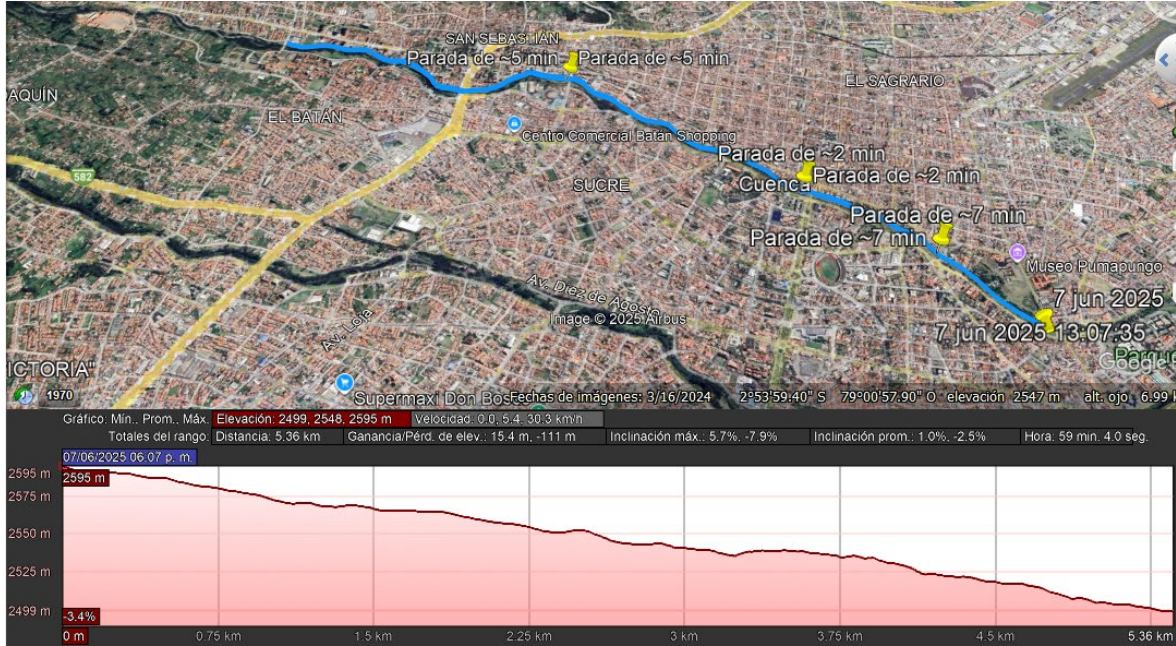 SAN SEBASTIÁN
Parada de ~5 min Parada de ~5 min
EL SAGRARIO
OAQUÍN
EL BATÁN
Centro Comercial Batán Shopping
Parada de ~2 min
582
SUCRE
Cuenca
Parada de ~2 min
Parada de ~7 min
Parada de ~7 min
Museo Pumapungo
Av. Diez de Agosto
7 jun 2025
Image © 2025 Airbus
7 jun 2025 13:07:35
Av. Loja
Parqu
Google
ICTORIA"
1970
Supermaxi Don Bos
Fechas de imágenes: 3/16/2024 2°53'59.40" S 79°00'57.90" O elevación 2547 m alt. ojo 6.99 k
Gráfico: Mín., Prom., Máx. Elevación: 2499, 2548, 2595 m Velocidad: 0.0, 5.4, 30.3 km/h
Totales del rango: Distancia: 5.36 km Ganancia/Pérd. de elev.: 15.4 m, -111 m Inclinación máx.: 5.7%, -7.9% Inclinación prom.: 1.0%, -2.5% Hora: 59 min. 4.0 seg.
07/06/2025 06:07 p. m.
2595 m
2595 m
2575 m
2550 m
2525 m
2499 m
-3.4%
0 m 0.75 km 1.5 km 2.25 km 3 km 3.75 km 4.5 km 5.36 km